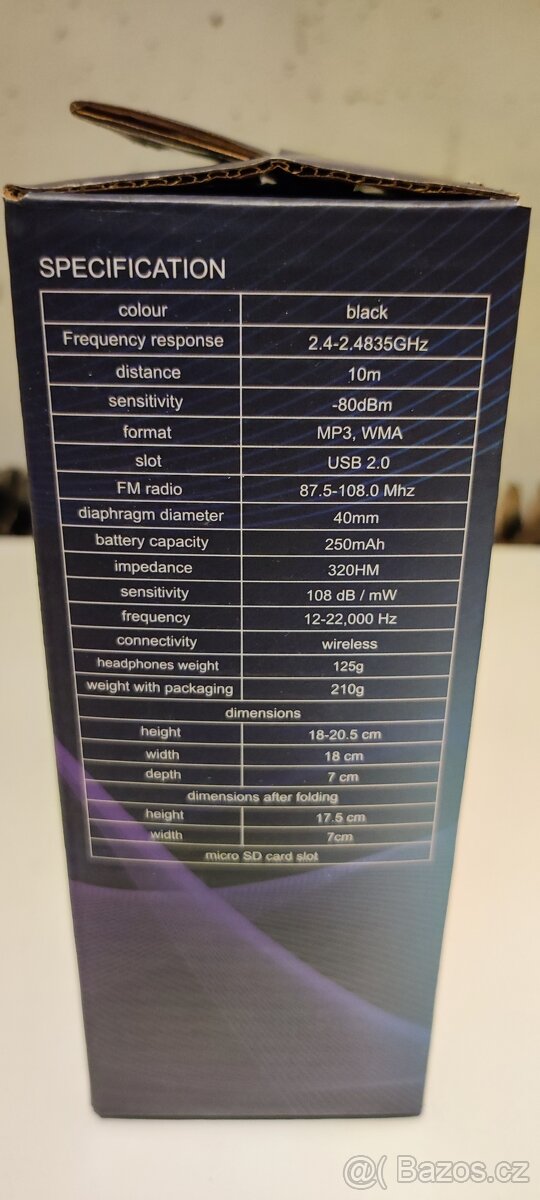 SPECIFICATION
colour black
Frequency response 2.4-2.4835GHz
distance 10m
sensitivity -80dBm
format MP3, WMA
slot USB 2.0
FM radio 87.5-108.0 Mhz
diaphragm diameter 40mm
battery capacity 250mAh
impedance 320HM
sensitivity 108 dB / mW
frequency 12-22,000 Hz
connectivity wireless
headphones weight 125g
weight with packaging 210g
dimensions
height 18-20.5 cm
width 18 cm
depth 7 cm
dimensions after folding
height 17.5 cm
width 7cm
micro SD card slot
@( Bazos.cz